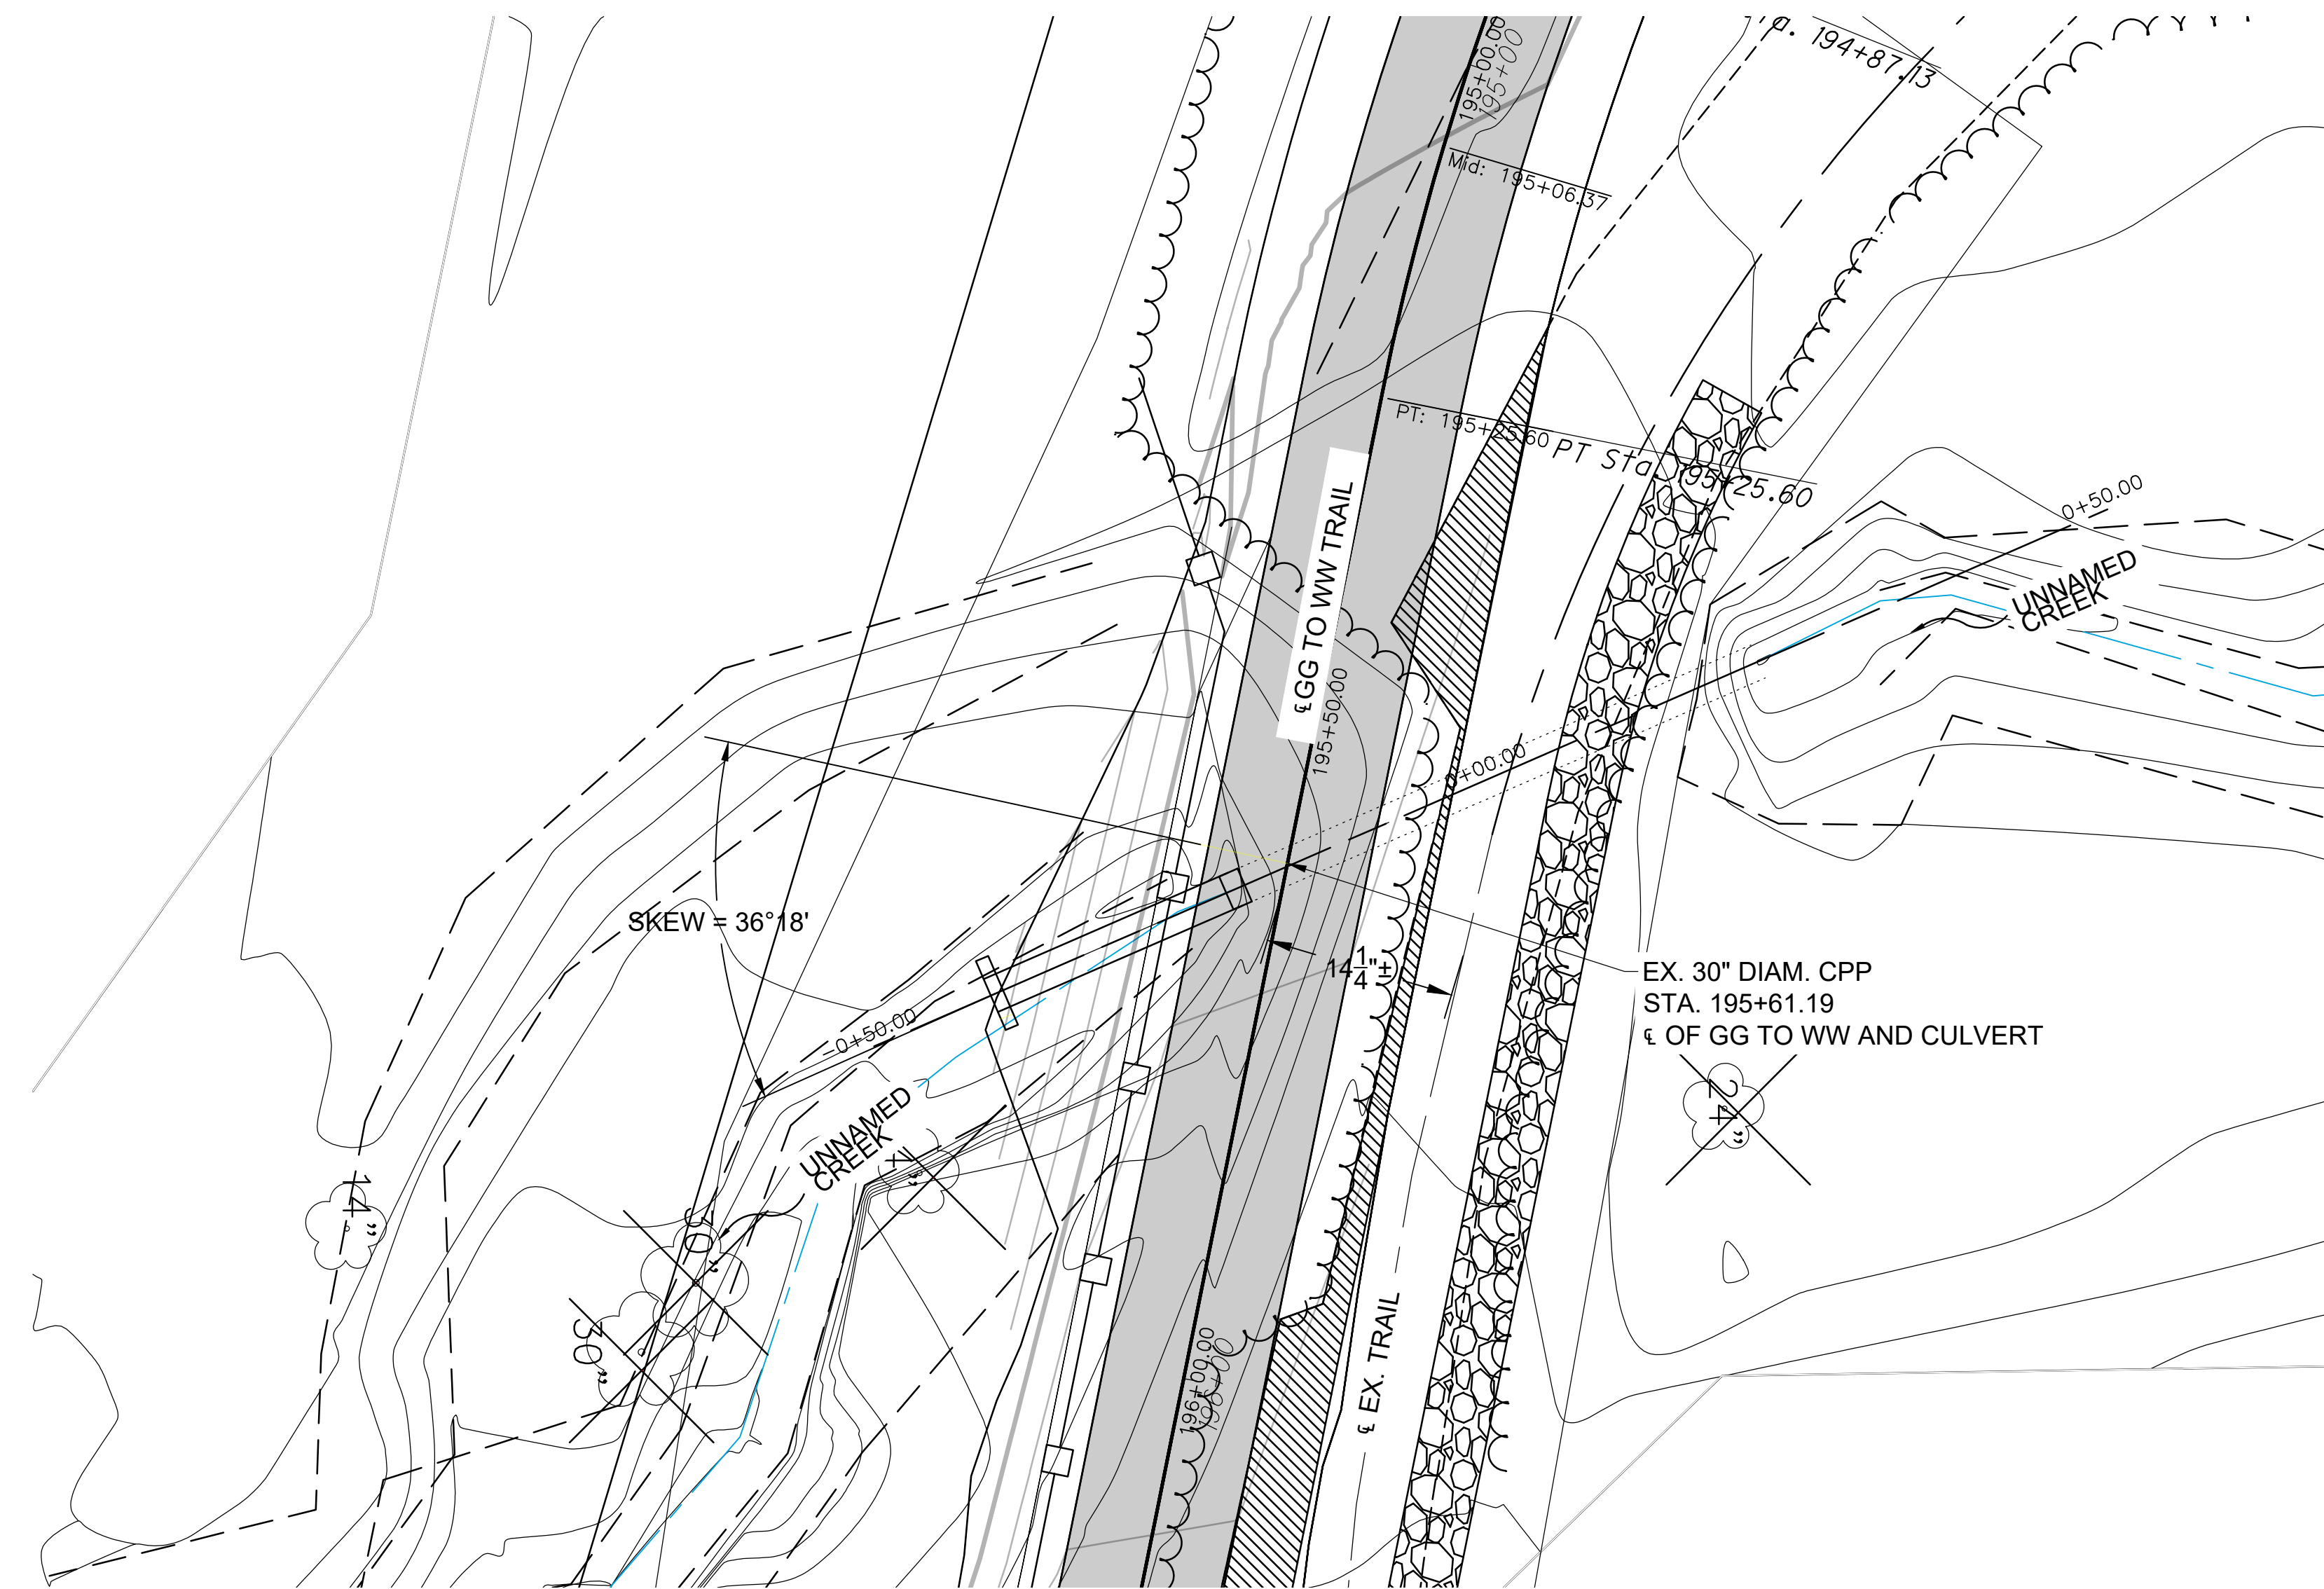 a. 194+87.13
195+00.00
195+00
Mid: 195+06.37
PT: 195+25.60
PT Sta. 195+25.60
℄ GG TO WW TRAIL
195+50.00
0+50.00
UNNAMED
CREEK
0+00.00
SKEW = 36°18'
14 1/4"±
EX. 30" DIAM. CPP
STA. 195+61.19
℄ OF GG TO WW AND CULVERT
-0+50.00
UNNAMED
CREEK
24"
14"
30"
℄ EX. TRAIL
196+00.00
196+00